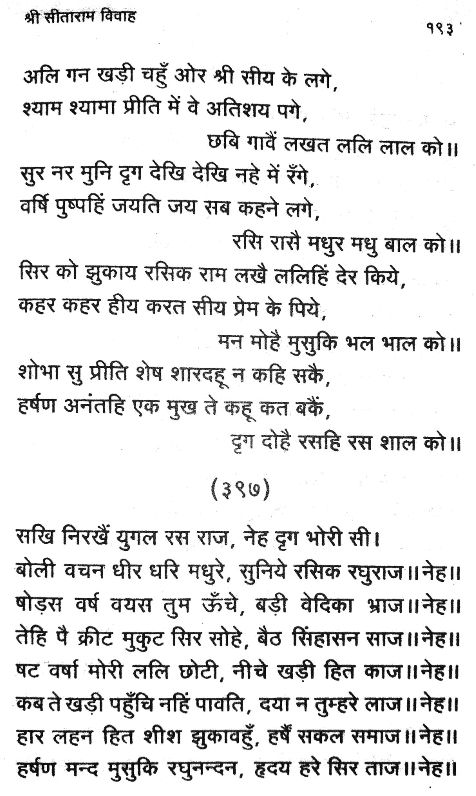 श्री सीताराम विवाह
१९३
अलि गन खड़ी चहुँ ओर श्री सीय के लगे,
श्याम श्यामा प्रीति में वे अतिशय पगे,
छबि गावैं लखत ललि लाल को॥
सुर नर मुनि दृग देखि देखि नहे में रँगे,
वर्षि पुष्पहिं जयति जय सब कहने लगे,
रसि रासै मधुर मधु बाल को॥
सिर को झुकाय रसिक राम लखै ललिहिं देर किये,
कहर कहर हीय करत सीय प्रेम के पिये,
मन मोहै मुसुकि भल भाल को॥
शोभा सु प्रीति शेष शारदहू न कहि सकै,
हर्षण अनंतहि एक मुख ते कहू कत बकैं,
दृग दोहै रसहि रस शाल को॥
(३९७)
सखि निरखैं युगल रस राज, नेह दृग भोरी सी।
बोली वचन धीर धरि मधुरे, सुनिये रसिक रघुराज॥नेह॥
षोड्स वर्ष वयस तुम ऊँचे, बड़ी वेदिका भ्राज॥नेह॥
तेहि पै क्रीट मुकुट सिर सोहे, बैठ सिंहासन साज॥नेह॥
षट वर्षा मोरी ललि छोटी, नीचे खड़ी हित काज॥नेह॥
कब ते खड़ी पहुँचि नहिं पावति, दया न तुम्हरे लाज॥नेह॥
हार लहन हित शीश झुकावहुँ, हर्षैं सकल समाज॥नेह॥
हर्षण मन्द मुसुकि रघुनन्दन, हृदय हरे सिर ताज॥नेह॥